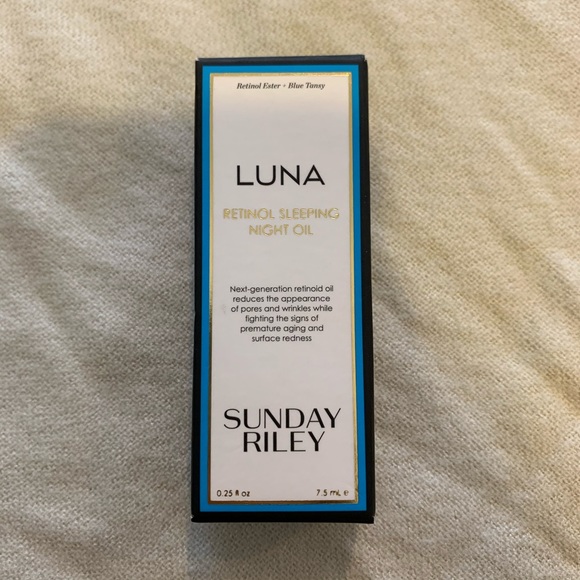 Retinol Ester + Blue Tansy
LUNA
RETINOL SLEEPING
NIGHT OIL
Next-generation retinoid oil
reduces the appearance
of pores and wrinkles while
fighting the signs of
premature aging and
surface redness
SUNDAY
RILEY
0.25 fl oz 7.5 mL e